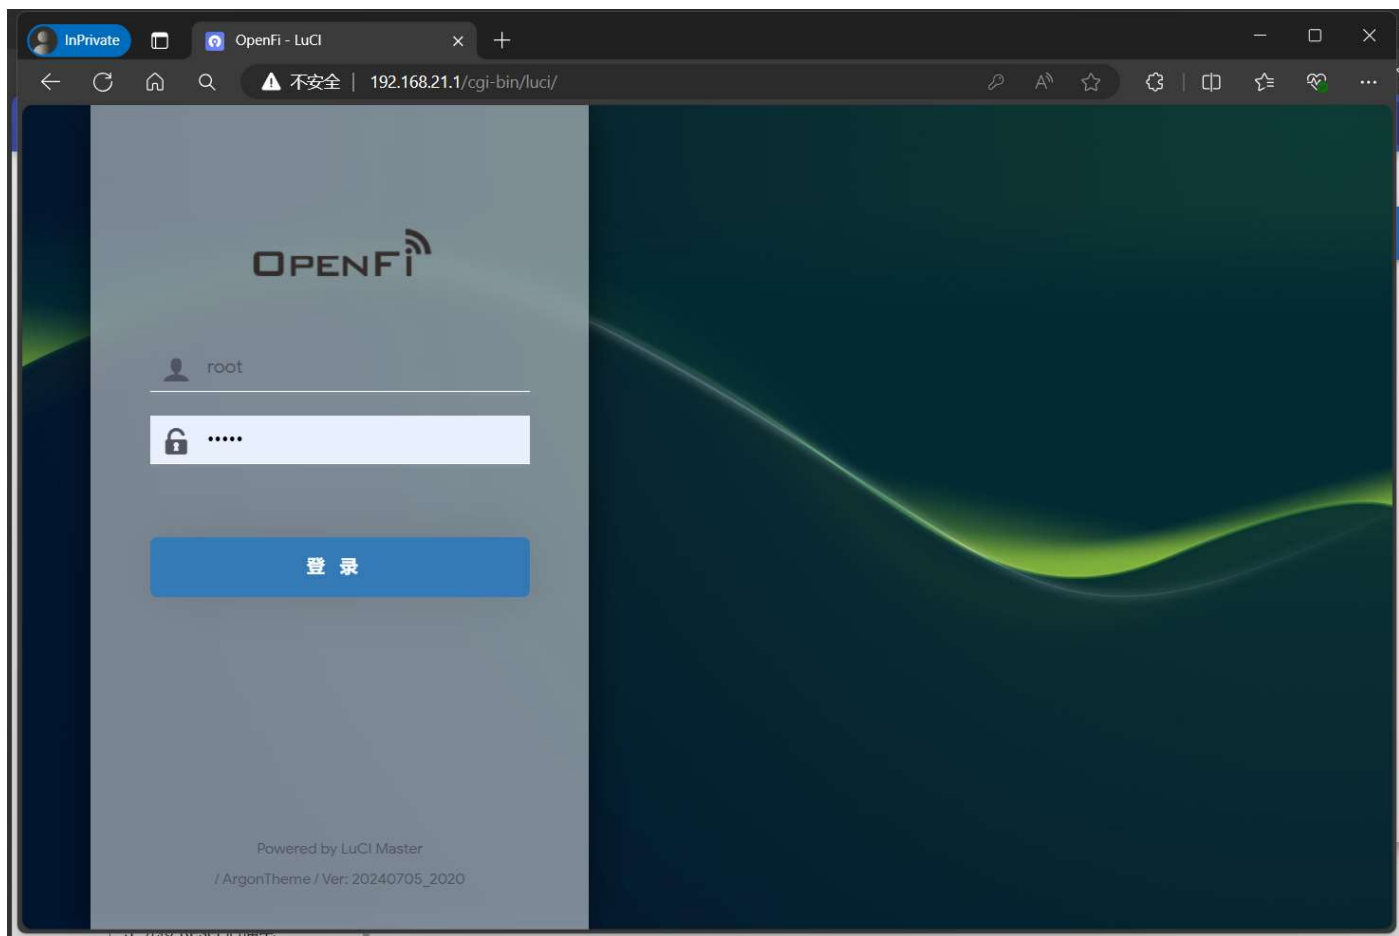 InPrivate
OpenFi - LuCI
不安全 | 192.168.21.1/cgi-bin/luci/
OPENFi
root
•••••
登 录
Powered by LuCI Master
/ ArgonTheme / Ver: 20240705_2020